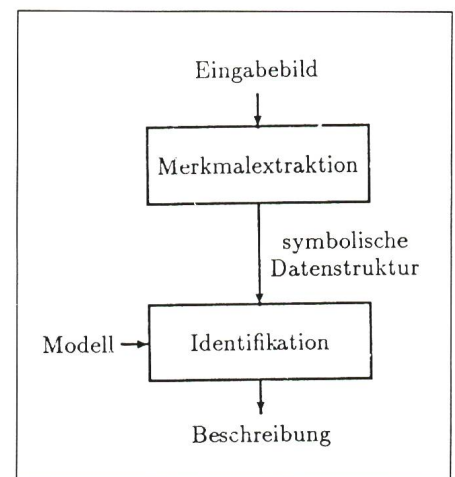 Eingabebild
Merkmalextraktion
symbolische
Datenstruktur
Modell
Identifikation
Beschreibung